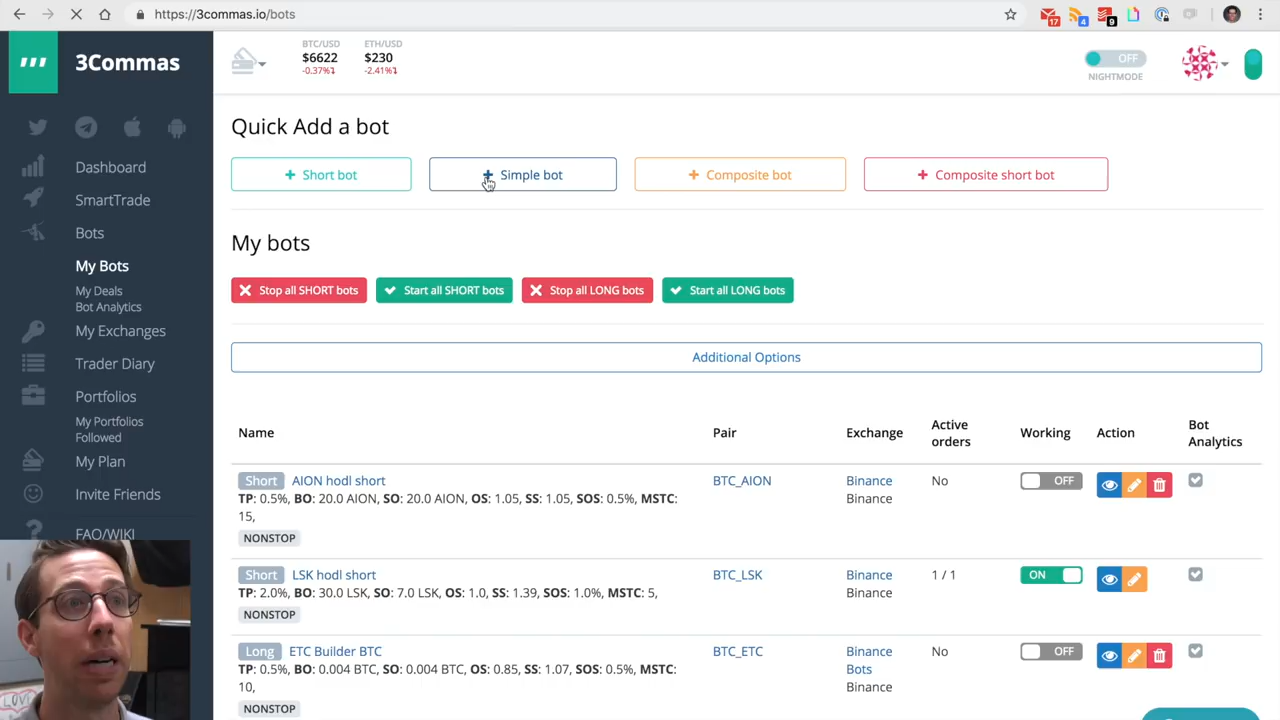 https://3commas.io/bots
17
4
9
3Commas
BTC/USD
$6622
-0.37%
ETH/USD
$230
-2.41%
OFF
NIGHTMODE
Dashboard
SmartTrade
Bots
My Bots
My Deals
Bot Analytics
My Exchanges
Trader Diary
Portfolios
My Portfolios
Followed
My Plan
Invite Friends
FAQ/WIKI
Quick Add a bot
+ Short bot
+ Simple bot
+ Composite bot
+ Composite short bot
My bots
Stop all SHORT bots
Start all SHORT bots
Stop all LONG bots
Start all LONG bots
Additional Options
Name
Pair
Exchange
Active
orders
Working
Action
Bot
Analytics
Short AION hodl short
TP: 0.5%, BO: 20.0 AION, SO: 20.0 AION, OS: 1.05, SS: 1.05, SOS: 0.5%, MSTC:
15,
NONSTOP
BTC_AION
Binance
Binance
No
OFF
Short LSK hodl short
TP: 2.0%, BO: 30.0 LSK, SO: 7.0 LSK, OS: 1.0, SS: 1.39, SOS: 1.0%, MSTC: 5,
NONSTOP
BTC_LSK
Binance
Binance
1 / 1
ON
Long ETC Builder BTC
TP: 0.5%, BO: 0.004 BTC, SO: 0.004 BTC, OS: 0.85, SS: 1.07, SOS: 0.5%, MSTC:
10,
NONSTOP
BTC_ETC
Binance
Bots
Binance
No
OFF